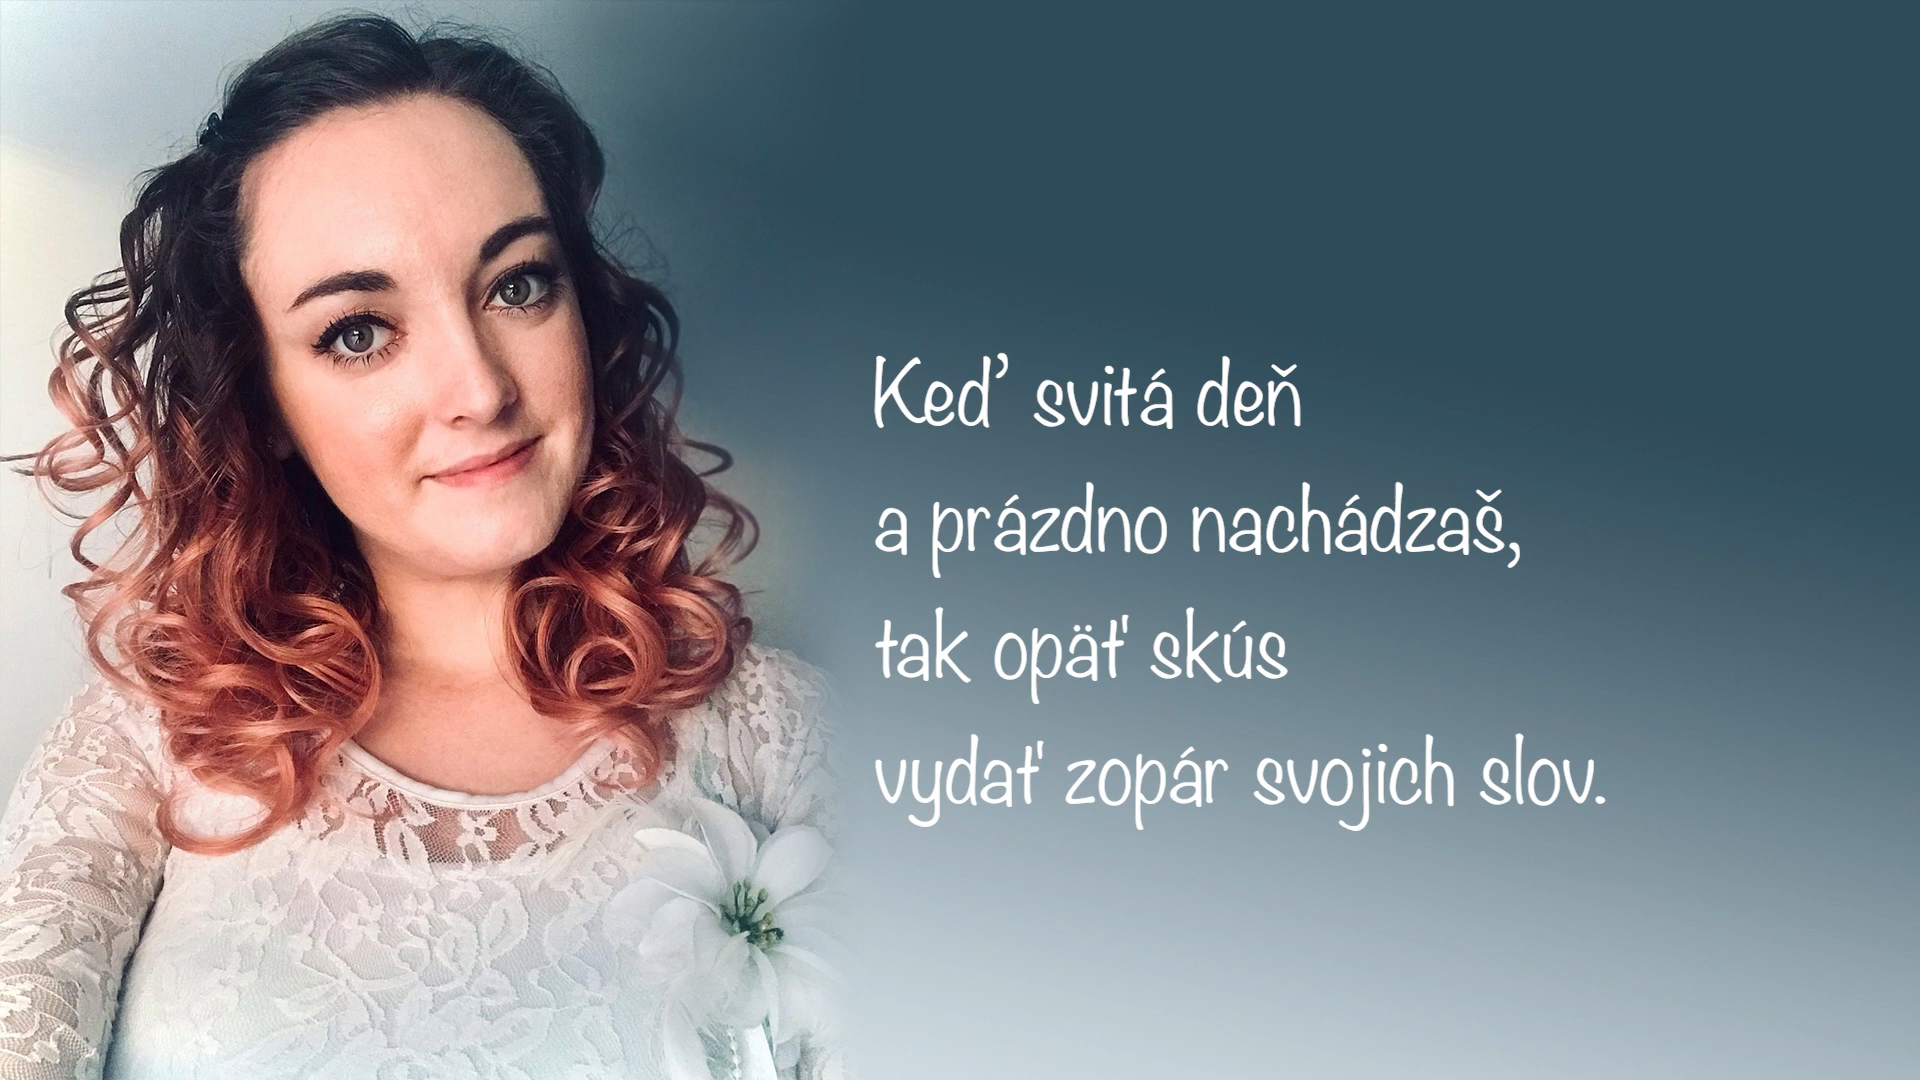 Keď svitá deň
a prázdno nachádzaš,
tak opäť skús
vydať zopár svojich slov.